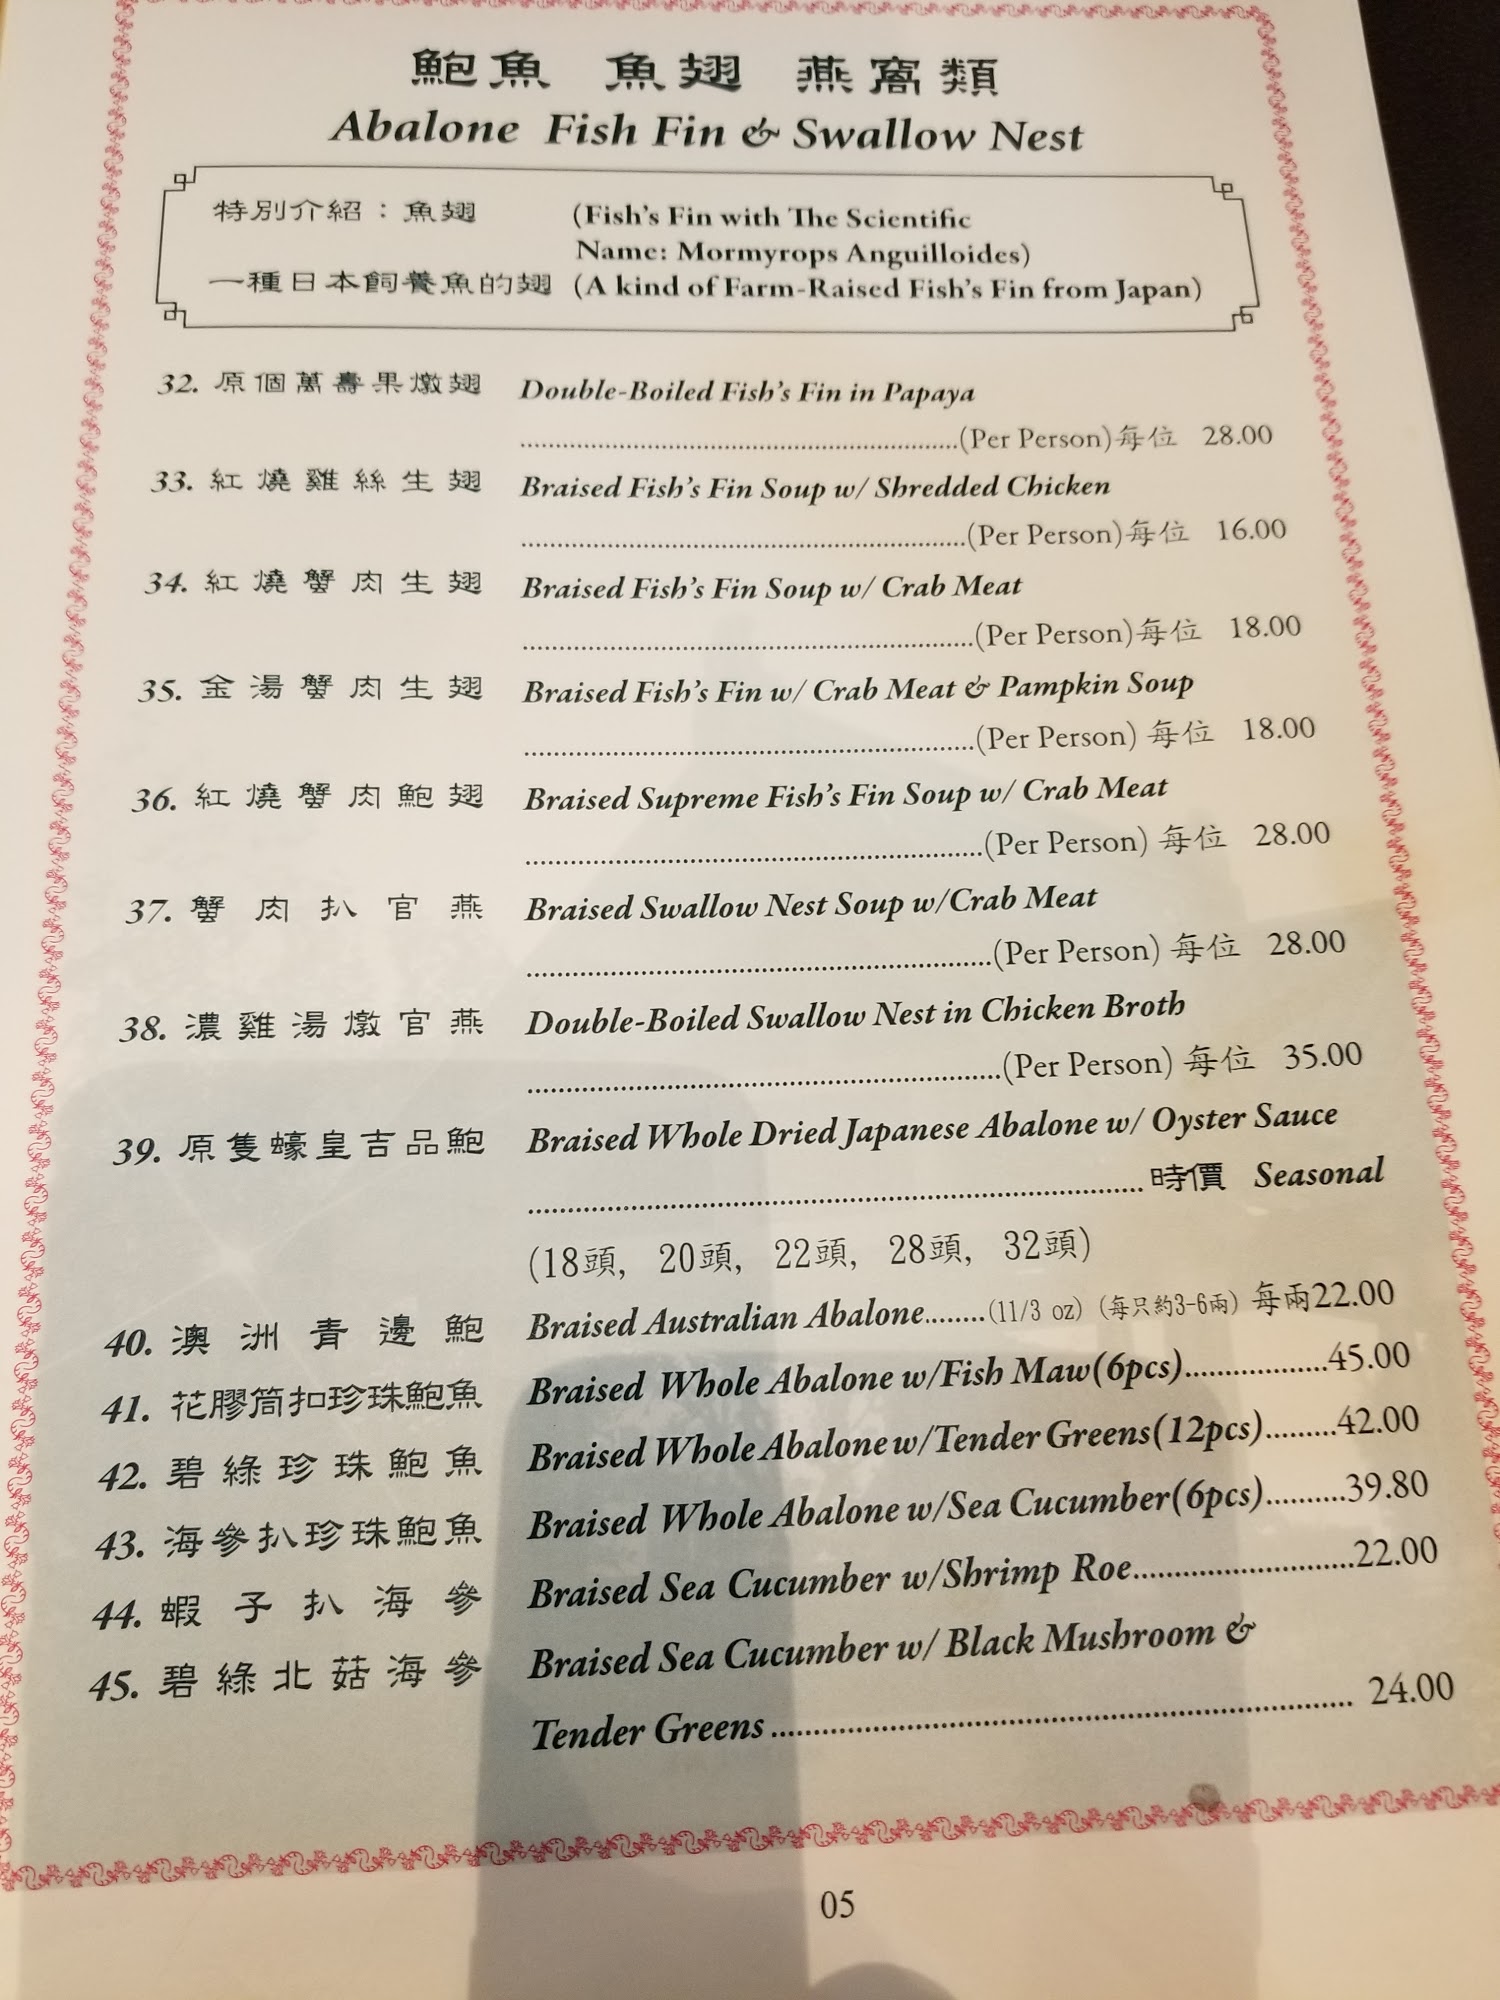 鮑魚 魚翅 燕窩類
Abalone Fish Fin & Swallow Nest
特別介紹：魚翅 (Fish's Fin with The Scientific
Name: Mormyrops Anguilloides)
一種日本飼養魚的翅 (A kind of Farm-Raised Fish's Fin from Japan)
32. 原個萬壽果燉翅 Double-Boiled Fish's Fin in Papaya
(Per Person)每位 28.00
33. 紅燒雞絲生翅 Braised Fish's Fin Soup w/ Shredded Chicken
(Per Person)每位 16.00
34. 紅燒蟹肉生翅 Braised Fish's Fin Soup w/ Crab Meat
(Per Person)每位 18.00
35. 金湯蟹肉生翅 Braised Fish's Fin w/ Crab Meat & Pampkin Soup
(Per Person) 每位 18.00
36. 紅燒蟹肉鮑翅 Braised Supreme Fish's Fin Soup w/ Crab Meat
(Per Person) 每位 28.00
37. 蟹肉扒官燕 Braised Swallow Nest Soup w/Crab Meat
(Per Person) 每位 28.00
38. 濃雞湯燉官燕 Double-Boiled Swallow Nest in Chicken Broth
(Per Person) 每位 35.00
39. 原隻蠔皇吉品鮑 Braised Whole Dried Japanese Abalone w/ Oyster Sauce
時價 Seasonal
(18頭, 20頭, 22頭, 28頭, 32頭)
40. 澳洲青邊鮑 Braised Australian Abalone........(11/3 oz) (每只約3-6兩) 每兩22.00
41. 花膠筒扣珍珠鮑魚 Braised Whole Abalone w/Fish Maw(6pcs)..................45.00
42. 碧綠珍珠鮑魚 Braised Whole Abalone w/Tender Greens(12pcs).........42.00
43. 海參扒珍珠鮑魚 Braised Whole Abalone w/Sea Cucumber(6pcs)..........39.80
44. 蝦子扒海參 Braised Sea Cucumber w/Shrimp Roe............................22.00
45. 碧綠北菇海參 Braised Sea Cucumber w/ Black Mushroom &
Tender Greens............................................................ 24.00
05